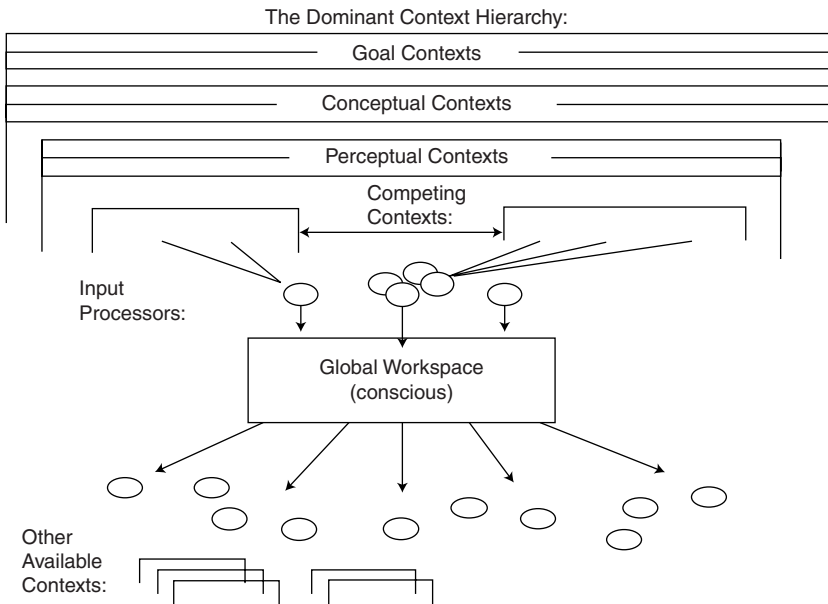 The Dominant Context Hierarchy:
Goal Contexts
Conceptual Contexts
Perceptual Contexts
Competing
Contexts:
Input
Processors:
Global Workspace
(conscious)
Other
Available
Contexts: